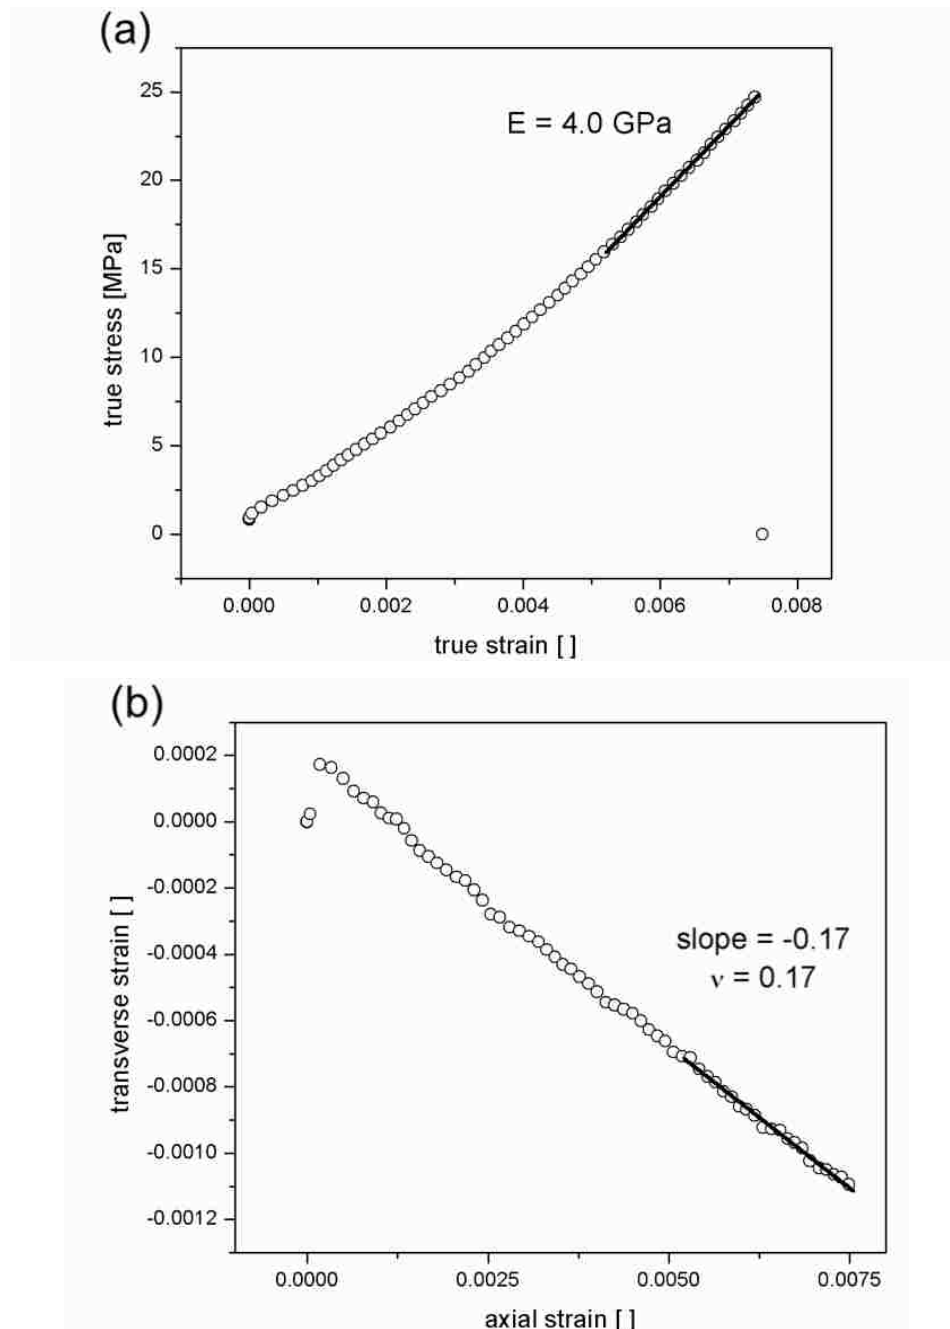 (a)
E = 4.0 GPa
25
20
15
10
5
0
true stress [MPa]
0.000 0.002 0.004 0.006 0.008
true strain [ ]
(b)
0.0002
0.0000
-0.0002
-0.0004
-0.0006
-0.0008
-0.0010
-0.0012
transverse strain [ ]
slope = -0.17
ν = 0.17
0.0000 0.0025 0.0050 0.0075
axial strain [ ]